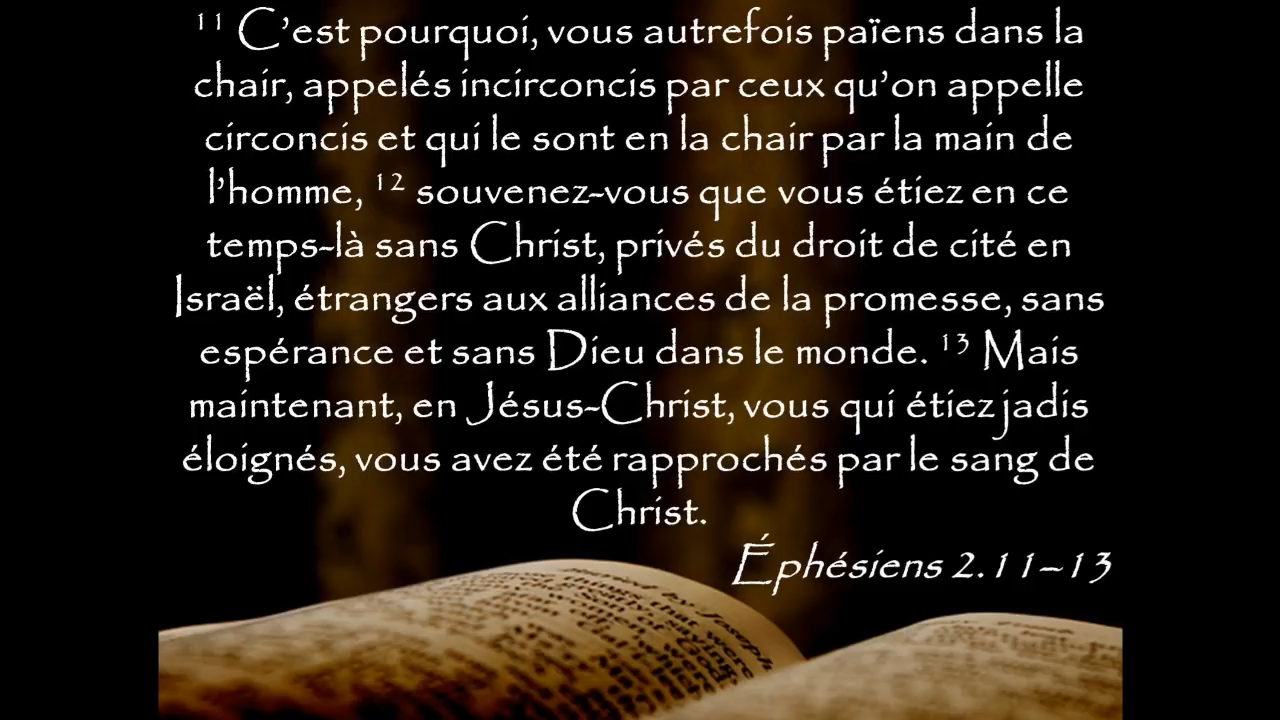 ¹¹ C’est pourquoi, vous autrefois païens dans la
chair, appelés incirconcis par ceux qu’on appelle
circoncis et qui le sont en la chair par la main de
l’homme, ¹² souvenez-vous que vous étiez en ce
temps-là sans Christ, privés du droit de cité en
Israël, étrangers aux alliances de la promesse, sans
espérance et sans Dieu dans le monde. ¹³ Mais
maintenant, en Jésus-Christ, vous qui étiez jadis
éloignés, vous avez été rapprochés par le sang de
Christ.
Éphésiens 2.11–13